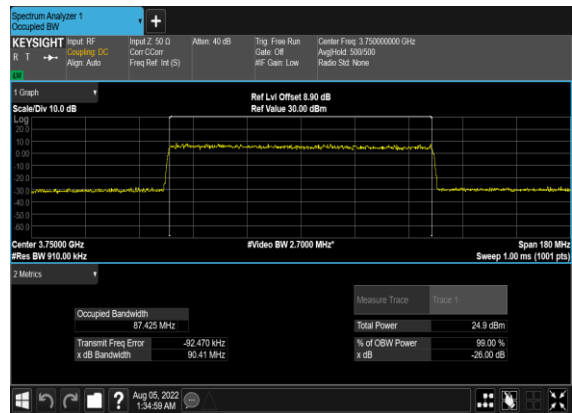 Spectrum Analyzer 1
Occupied BW
+
KEYSIGHT Input: RF Input Z: 50 Ω Atten: 40 dB Trig: Free Run Center Freq: 3.750000000 GHz
R T Coupling: DC Corr CCorr Gate: Off Avg|Hold: 500/500
Align: Auto Freq Ref: Int (S) #IF Gain: Low Radio Std: None
LW
1 Graph Ref Lvl Offset 8.90 dB
Scale/Div 10.0 dB Ref Value 30.00 dBm
Log
20.0
10.0
0.00
-10.0
-20.0
-30.0
-40.0
-50.0
-60.0
Center 3.75000 GHz #Video BW 2.7000 MHz* Span 180 MHz
#Res BW 910.00 kHz Sweep 1.00 ms (1001 pts)
2 Metrics
Measure Trace Trace 1
Occupied Bandwidth
87.425 MHz Total Power 24.9 dBm
Transmit Freq Error -92.470 kHz % of OBW Power 99.00 %
x dB Bandwidth 90.41 MHz x dB -26.00 dB
? Aug 05, 2022
1:34:59 AM